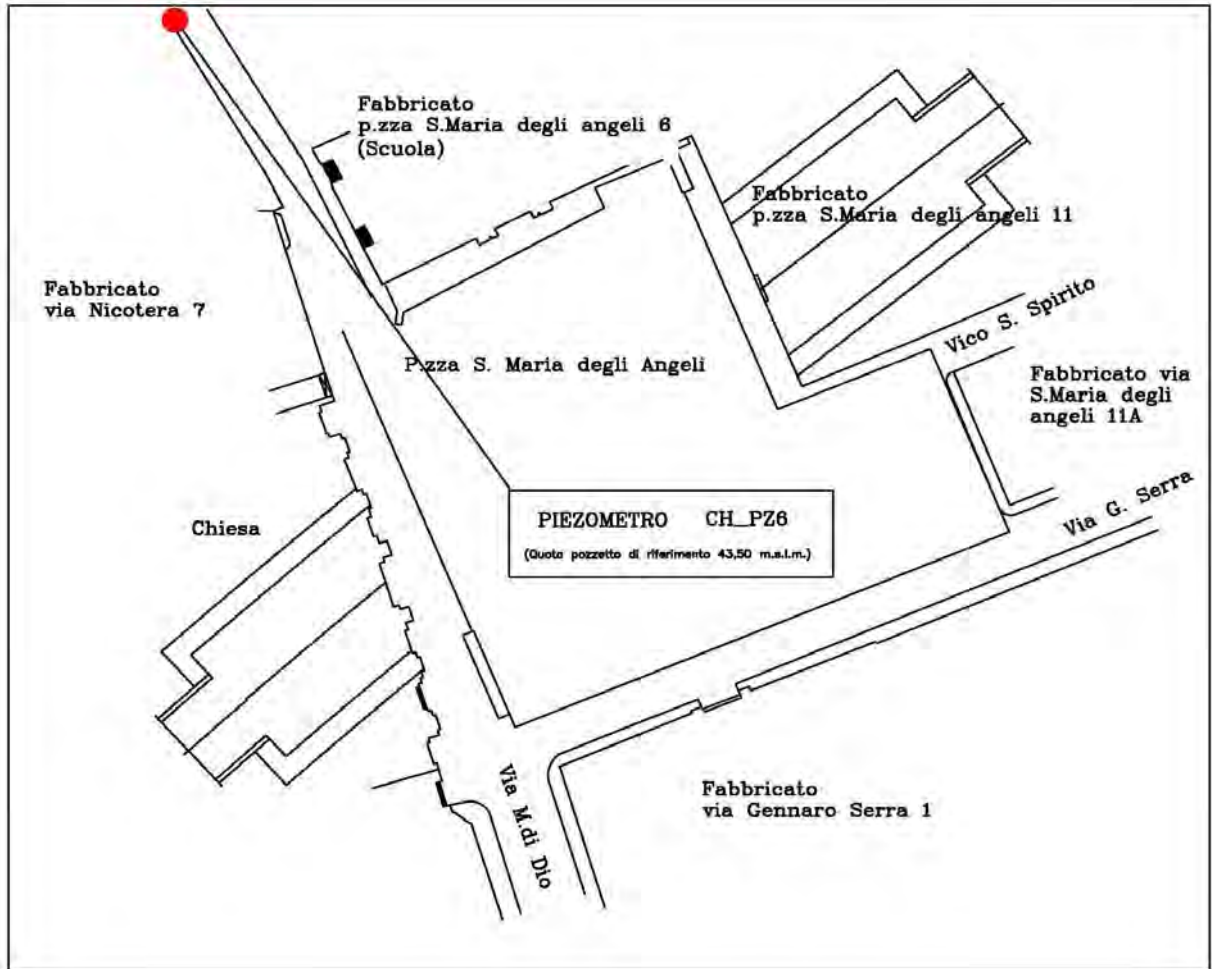 Fabbricato
p.zza S.Maria degli angeli 6
(Scuola)
Fabbricato
p.zza S.Maria degli angeli 11
Fabbricato
via Nicotera 7
Vico S. Spirito
P.zza S. Maria degli Angeli
Fabbricato via
S.Maria degli
angeli 11A
PIEZOMETRO CH_PZ6
(Quota pozzetto di riferimento 43,50 m.s.l.m.)
Via G. Serra
Chiesa
Via M.di Dio
Fabbricato
via Gennaro Serra 1